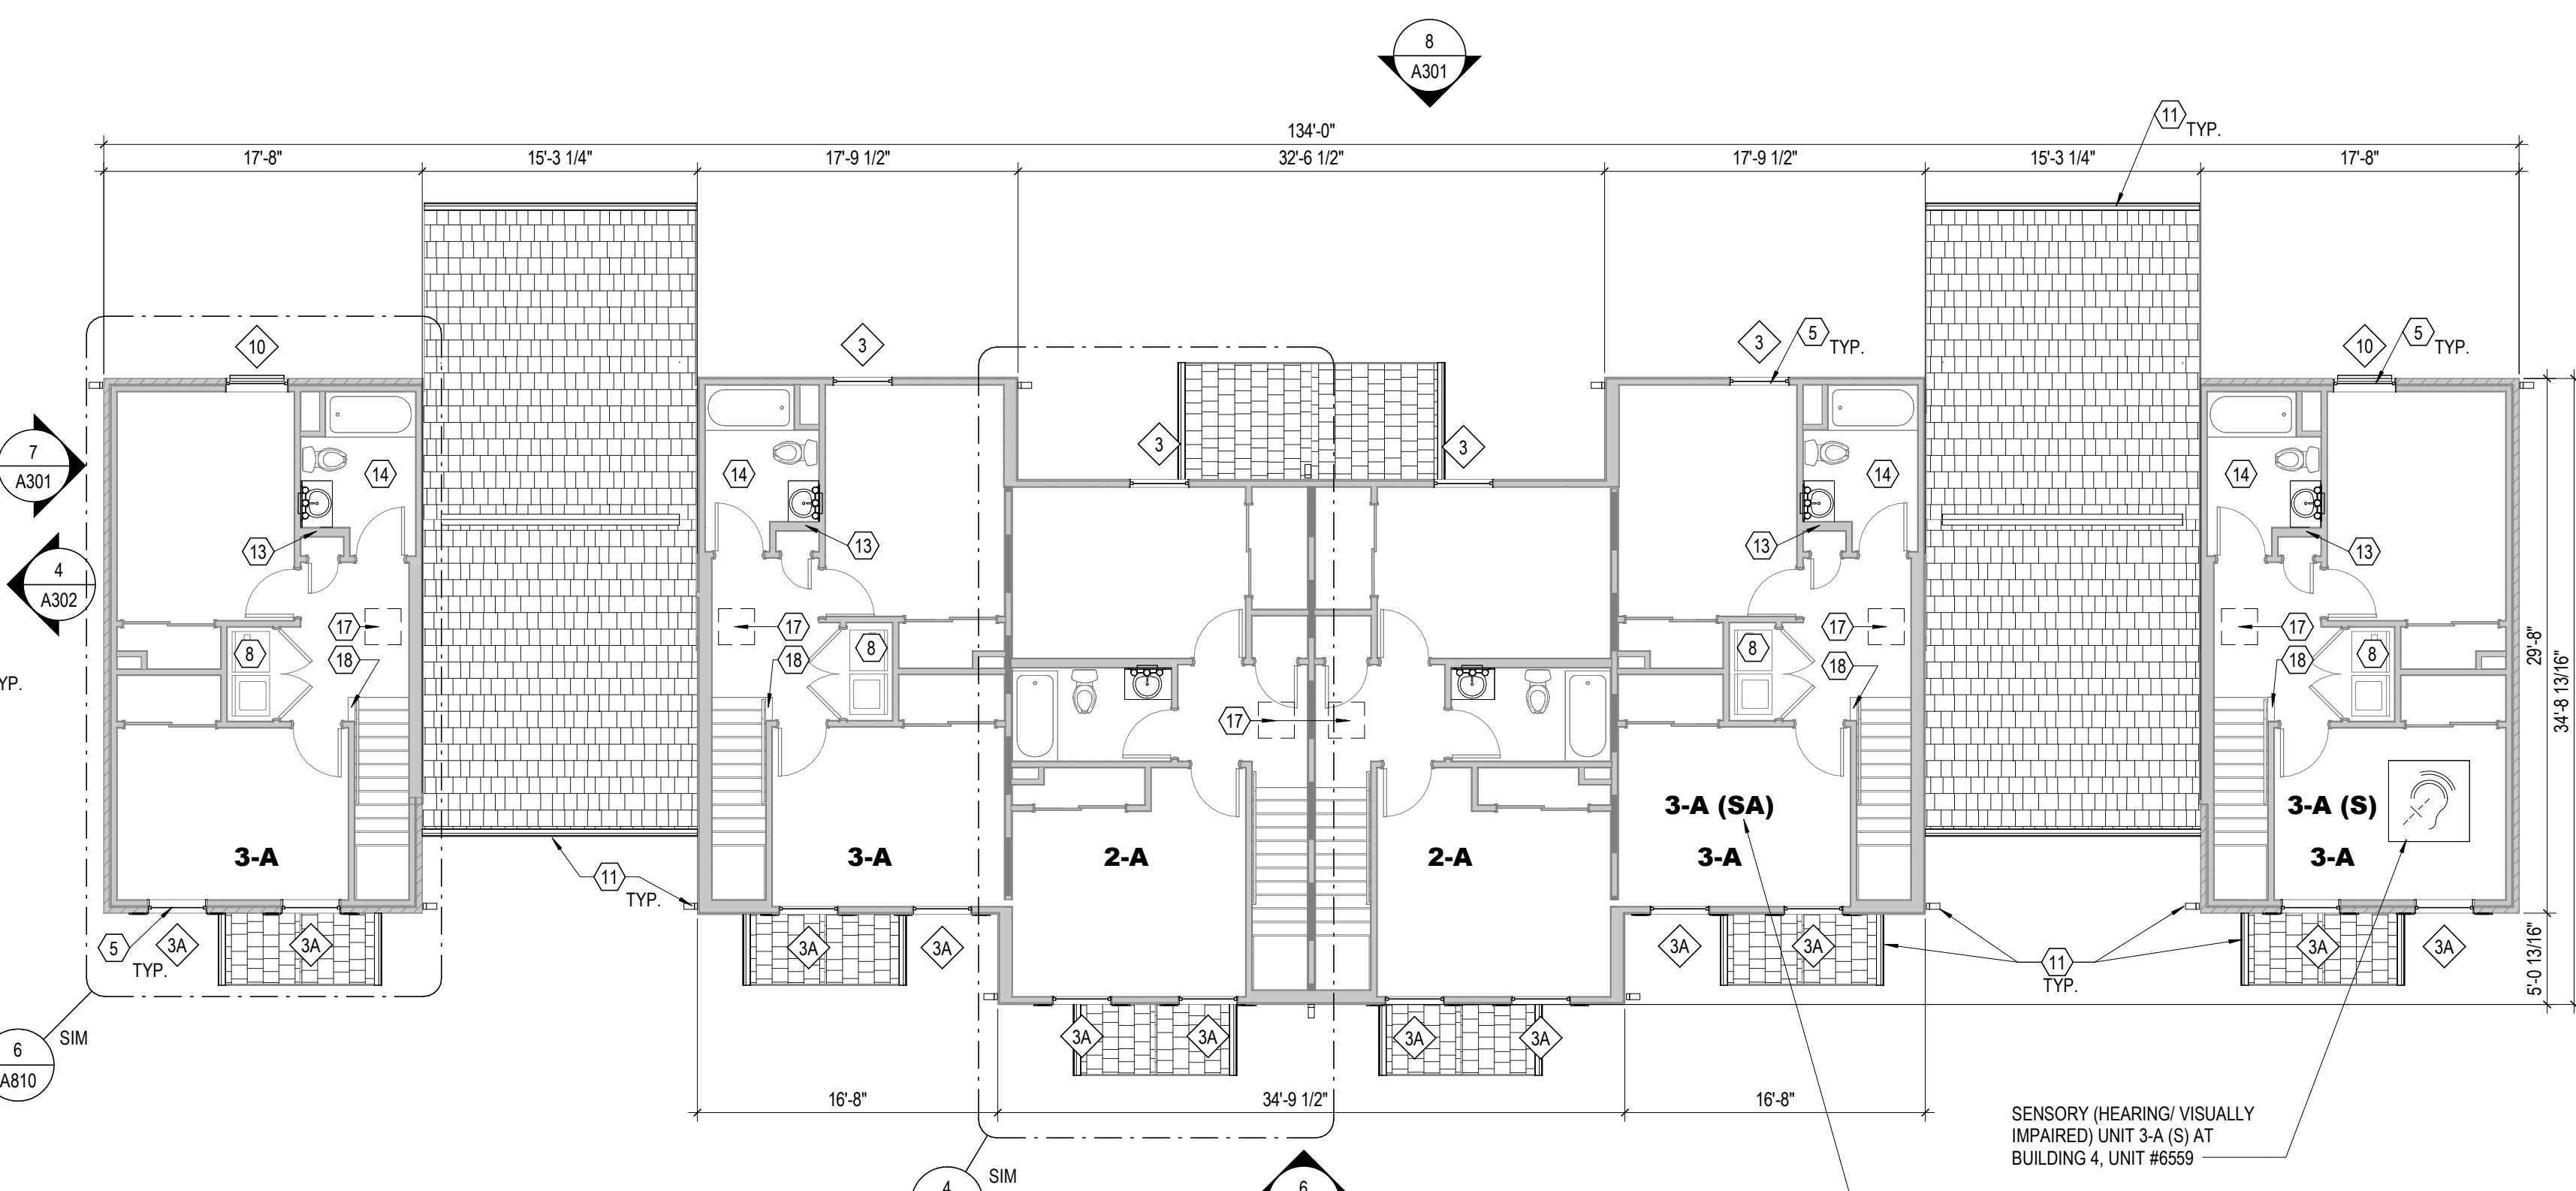 8
A301
11
TYP.
134'-0"
17'-8"
15'-3 1/4"
17'-9 1/2"
32'-6 1/2"
17'-9 1/2"
15'-3 1/4"
17'-8"
10
3
3
5
TYP.
10
5
TYP.
7
A301
3
3
14
14
14
14
4
A302
13
13
13
13
17
17
17
17
8
18
18
8
8
18
18
8
YP.
17
29'-8"
34'-8 13/16"
3-A (SA)
3-A (S)
3-A
3-A
2-A
2-A
3-A
3-A
11
TYP.
5
TYP.
3A
3A
3A
3A
3A
3A
3A
3A
11
TYP.
5'-0 13/16"
3A
3A
3A
3A
6
A810
SIM
16'-8"
34'-9 1/2"
16'-8"
SENSORY (HEARING/ VISUALLY
IMPAIRED) UNIT 3-A (S) AT
BUILDING 4, UNIT #6559
4
SIM
6